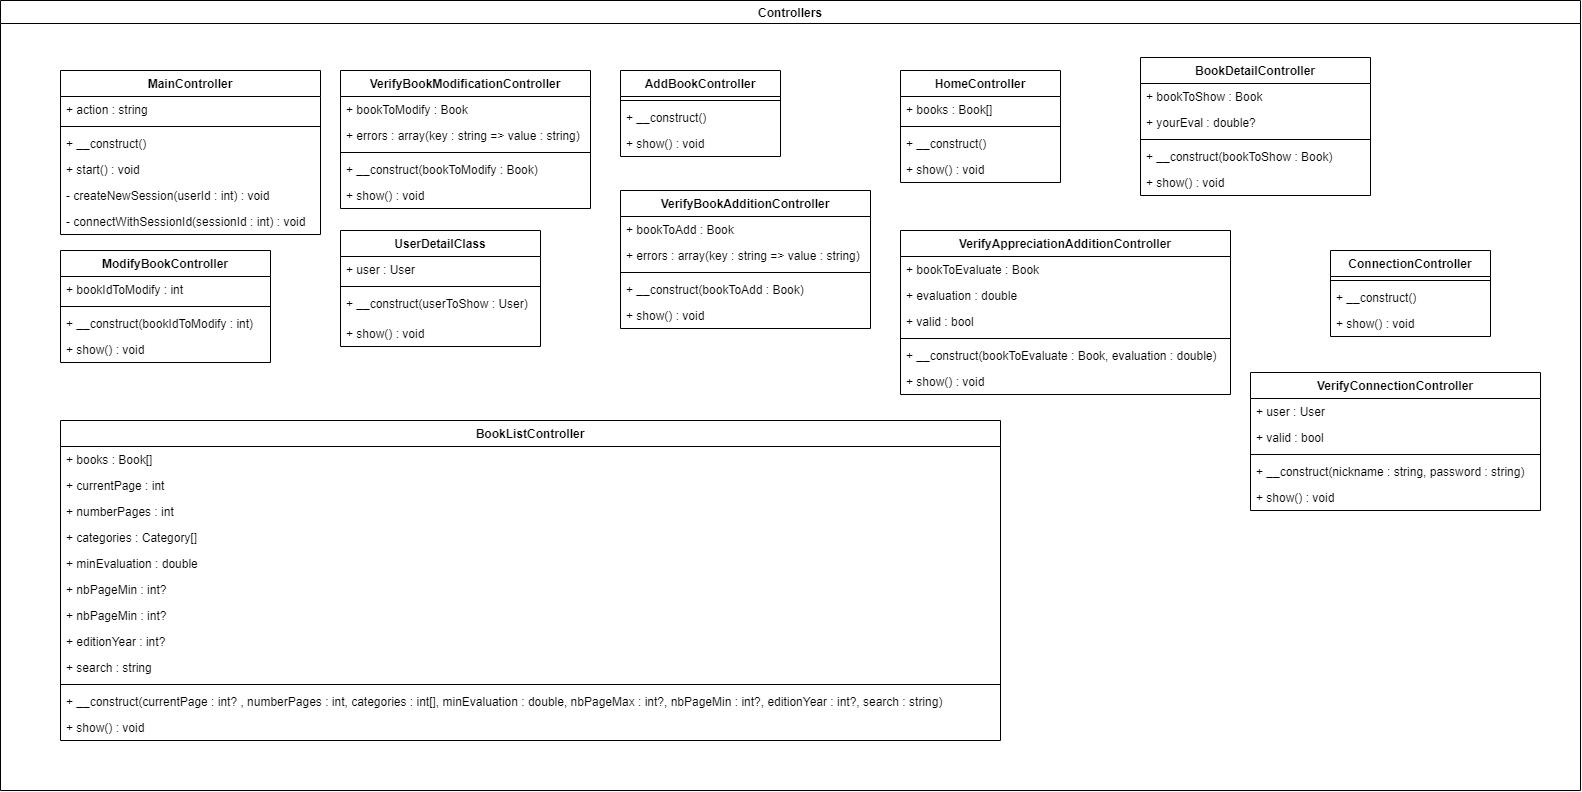 Controllers
MainController
+ action : string
+ __construct()
+ start() : void
- createNewSession(userId : int) : void
- connectWithSessionId(sessionId : int) : void
VerifyBookModificationController
+ bookToModify : Book
+ errors : array(key : string => value : string)
+ __construct(bookToModify : Book)
+ show() : void
AddBookController
+ __construct()
+ show() : void
HomeController
+ books : Book[]
+ __construct()
+ show() : void
BookDetailController
+ bookToShow : Book
+ yourEval : double?
+ __construct(bookToShow : Book)
+ show() : void
ModifyBookController
+ bookIdToModify : int
+ __construct(bookIdToModify : int)
+ show() : void
UserDetailClass
+ user : User
+ __construct(userToShow : User)
+ show() : void
VerifyBookAdditionController
+ bookToAdd : Book
+ errors : array(key : string => value : string)
+ __construct(bookToAdd : Book)
+ show() : void
VerifyAppreciationAdditionController
+ bookToEvaluate : Book
+ evaluation : double
+ valid : bool
+ __construct(bookToEvaluate : Book, evaluation : double)
+ show() : void
ConnectionController
+ __construct()
+ show() : void
VerifyConnectionController
+ user : User
+ valid : bool
+ __construct(nickname : string, password : string)
+ show() : void
BookListController
+ books : Book[]
+ currentPage : int
+ numberPages : int
+ categories : Category[]
+ minEvaluation : double
+ nbPageMin : int?
+ nbPageMin : int?
+ editionYear : int?
+ search : string
+ __construct(currentPage : int? , numberPages : int, categories : int[], minEvaluation : double, nbPageMax : int?, nbPageMin : int?, editionYear : int?, search : string)
+ show() : void